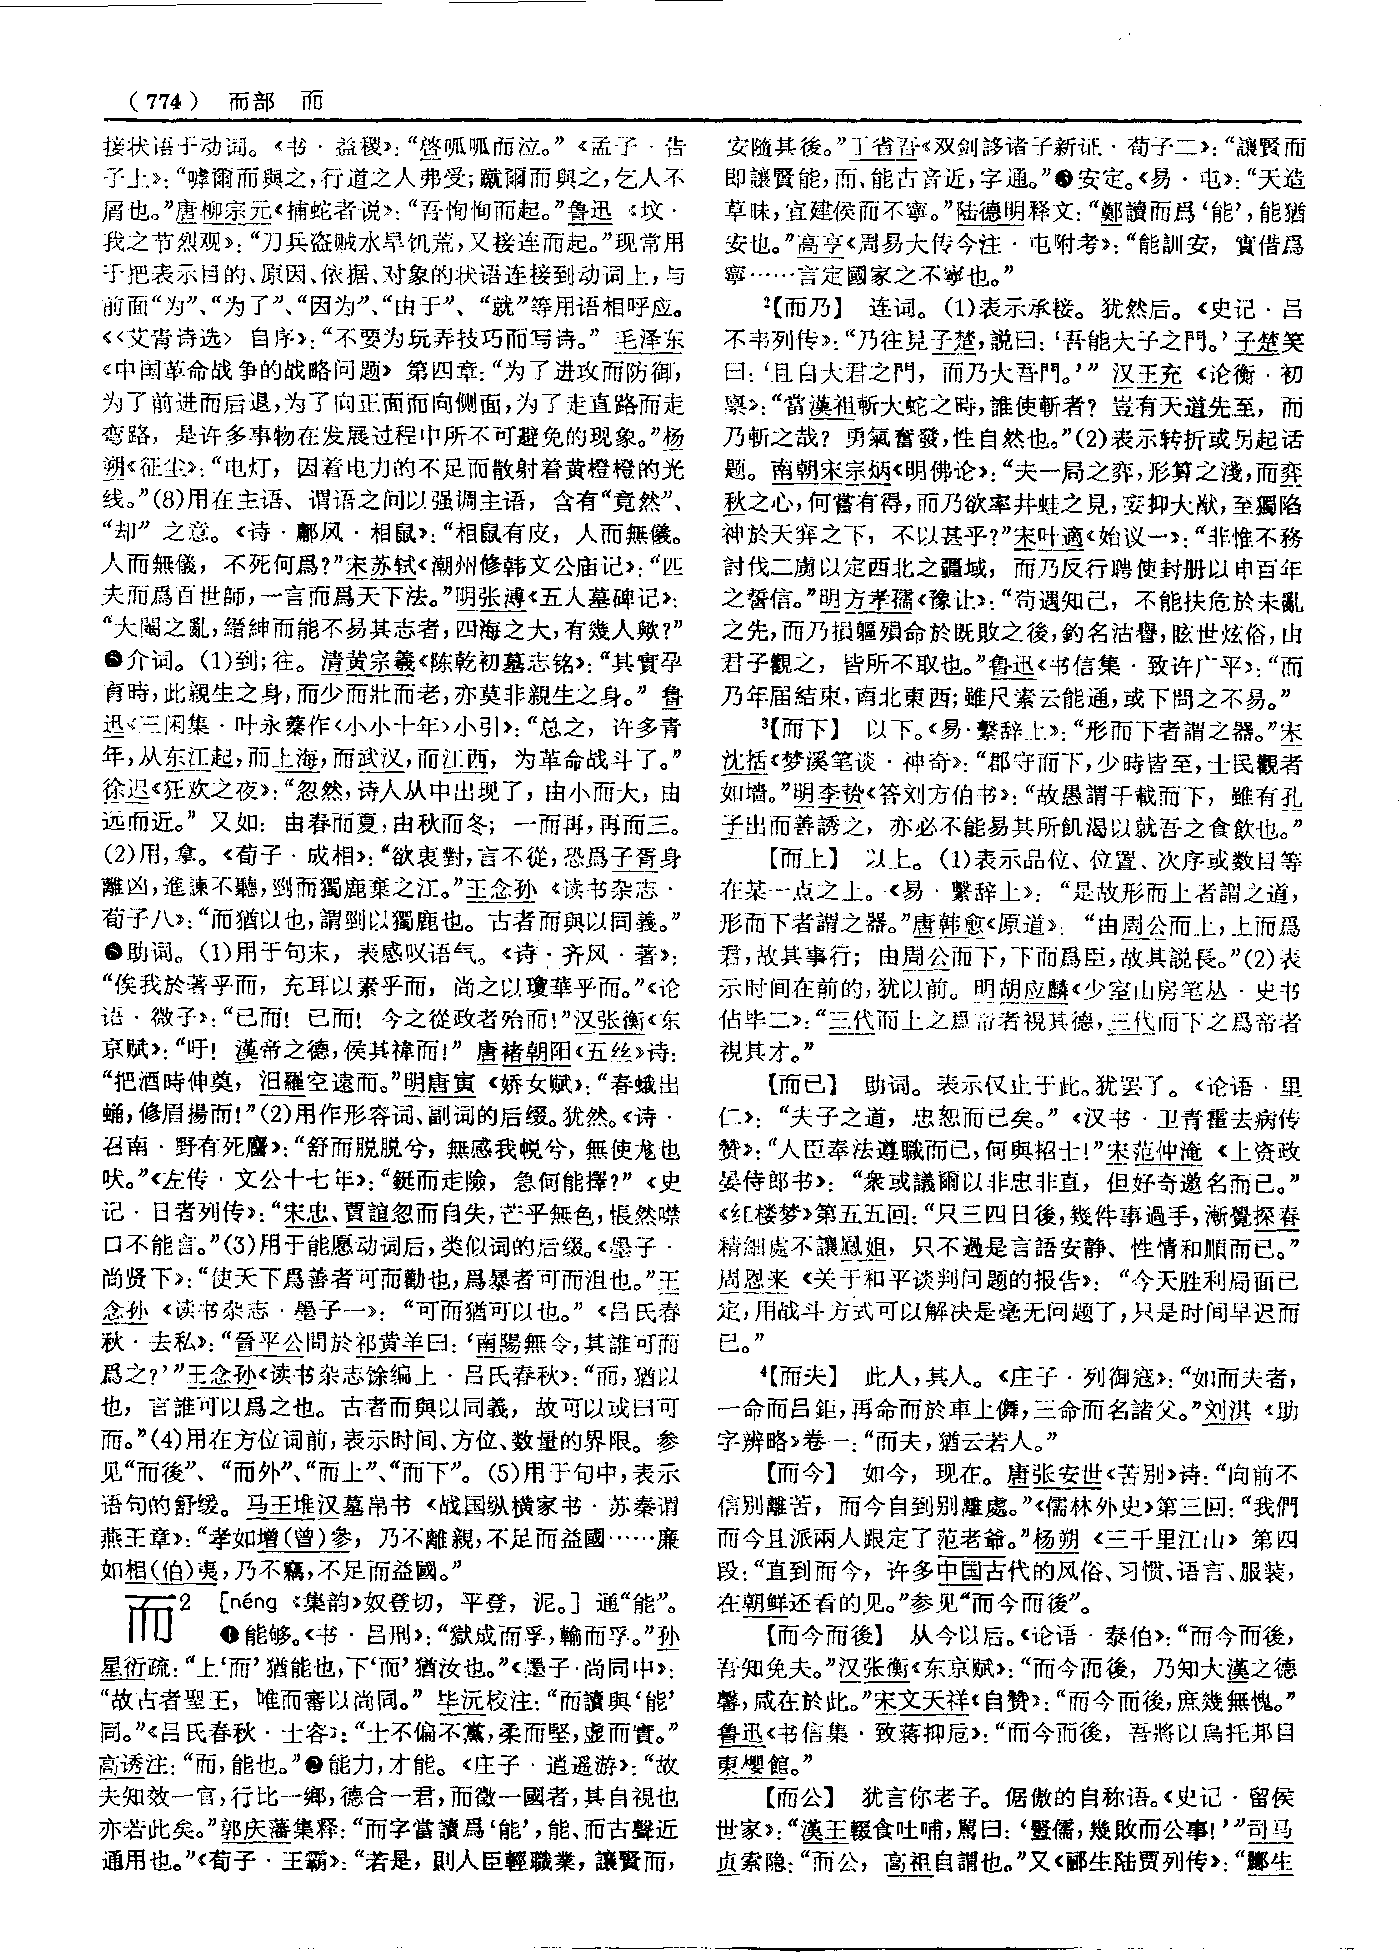 （774） 而部 而
接状语于动词。《书·益稷》：“啓呱呱而泣。”《孟子·告
子上》：“嘑爾而與之，行道之人弗受；蹴爾而與之，乞人不
屑也。”唐柳宗元《捕蛇者说》：“吾恂恂而起。”鲁迅《坟·
我之节烈观》：“刀兵盗贼水旱饥荒，又接连而起。”现常用
于把表示目的、原因、依据、对象的状语连接到动词上，与
前面“为”、“为了”、“因为”、“由于”、“就”等用语相呼应。
《〈艾青诗选〉自序》：“不要为玩弄技巧而写诗。”毛泽东
《中国革命战争的战略问题》第四章：“为了进攻而防御，
为了前进而后退，为了向正面而向侧面，为了走直路而走
弯路，是许多事物在发展过程中所不可避免的现象。”杨
朔《征尘》：“电灯，因着电力的不足而散射着黄橙橙的光
线。”(8)用在主语、谓语之间以强调主语，含有“竟然”、
“却”之意。《诗·鄘风·相鼠》：“相鼠有皮，人而無儀。
人而無儀，不死何爲？”宋苏轼《潮州修韩文公庙记》：“匹
夫而爲百世師，一言而爲天下法。”明张溥《五人墓碑记》：
“大閹之亂，縉紳而能不易其志者，四海之大，有幾人歟？”
❺介词。(1)到；往。清黄宗羲《陈乾初墓志铭》：“其實孕
育時，此親生之身，而少而壯而老，亦莫非親生之身。”鲁
迅《三闲集·叶永蓁作〈小小十年〉小引》：“总之，许多青
年，从东江起，而上海，而武汉，而江西，为革命战斗了。”
徐迟《狂欢之夜》：“忽然，诗人从中出现了，由小而大，由
远而近。”又如：由春而夏，由秋而冬；一而再，再而三。
(2)用，拿。《荀子·成相》：“欲衷對，言不從，恐爲子胥身
離凶，進諫不聽，剄而獨鹿棄之江。”王念孙《读书杂志·
荀子八》：“而猶以也，謂剄以獨鹿也。古者而與以同義。”
❻助词。(1)用于句末，表感叹语气。《诗·齐风·著》：
“俟我於著乎而，充耳以素乎而，尚之以瓊華乎而。”《论
语·微子》：“已而！已而！今之從政者殆而！”汉张衡《东
京赋》：“吁！漢帝之德，侯其褘而！”唐褚朝阳《五丝》诗：
“把酒時伸奠，汨羅空遠而。”明唐寅《娇女赋》：“春蛾出
蛹，修眉揚而！”(2)用作形容词、副词的后缀。犹然。《诗·
召南·野有死麕》：“舒而脱脱兮，無感我帨兮，無使尨也
吠。”《左传·文公十七年》：“鋌而走險，急何能擇？”《史
记·日者列传》：“宋忠、賈誼忽而自失，芒乎無色，悵然噤
口不能言。”(3)用于能愿动词后，类似词的后缀。《墨子·
尚贤下》：“使天下爲善者可而勸也，爲暴者可而沮也。”王
念孙《读书杂志·墨子一》：“可而猶可以也。”《吕氏春
秋·去私》：“晉平公問於祁黄羊曰：‘南陽無令，其誰可而
爲之？’”王念孙《读书杂志馀编上·吕氏春秋》：“而，猶以
也，言誰可以爲之也。古者而與以同義，故可以或曰可
而。”(4)用在方位词前，表示时间、方位、数量的界限。参
见“而後”、“而外”、“而上”、“而下”。(5)用于句中，表示
语句的舒缓。马王堆汉墓帛书《战国纵横家书·苏秦谓
燕王章》：“孝如增(曾)參，乃不離親，不足而益國……廉
如相(伯)夷，乃不竊，不足而益國。”
而² ［néng《集韵》奴登切，平登，泥。］通“能”。
❶能够。《书·吕刑》：“獄成而孚，輸而孚。”孙
星衍疏：“上‘而’猶能也，下‘而’猶汝也。”《墨子·尚同中》：
“故古者聖王，唯而審以尚同。”毕沅校注：“而讀與‘能’
同。”《吕氏春秋·士容》：“士不偏不黨，柔而堅，虚而實。”
高诱注：“而，能也。”❷能力，才能。《庄子·逍遥游》：“故
夫知效一官，行比一鄉，德合一君，而徵一國者，其自視也
亦若此矣。”郭庆藩集释：“而字當讀爲‘能’，能、而古聲近
通用也。”《荀子·王霸》：“若是，則人臣輕職業，讓賢而，
安隨其後。”于省吾《双剑誃诸子新证·荀子二》：“讓賢而
即讓賢能，而、能古音近，字通。”❸安定。《易·屯》：“天造
草昧，宜建侯而不寧。”陆德明释文：“鄭讀而爲‘能’，能猶
安也。”高亨《周易大传今注·屯附考》：“能訓安，實借爲
寧……言定國家之不寧也。”
²【而乃】 连词。(1)表示承接。犹然后。《史记·吕
不韦列传》：“乃往見子楚，説曰：‘吾能大子之門。’子楚笑
曰：‘且自大君之門，而乃大吾門。’”汉王充《论衡·初
禀》：“當漢祖斬大蛇之時，誰使斬者？豈有天道先至，而
乃斬之哉？勇氣奮發，性自然也。”(2)表示转折或另起话
题。南朝宋宗炳《明佛论》：“夫一局之弈，形算之淺，而弈
秋之心，何嘗有得，而乃欲率井蛙之見，妄抑大猷，至獨陷
神於天穽之下，不以甚乎？”宋叶適《始议一》：“非惟不務
討伐二虜以定西北之疆域，而乃反行聘使封册以申百年
之誓信。”明方孝孺《豫让》：“苟遇知己，不能扶危於未亂
之先，而乃捐軀殞命於既敗之後，釣名沽譽，眩世炫俗，由
君子觀之，皆所不取也。”鲁迅《书信集·致许广平》：“而
乃年届結束，南北東西；雖尺素云能通，或下問之不易。”
³【而下】 以下。《易·繫辞上》：“形而下者謂之器。”宋
沈括《梦溪笔谈·神奇》：“郡守而下，少時皆至，士民觀者
如墙。”明李贽《答刘方伯书》：“故愚謂千載而下，雖有孔
子出而善誘之，亦必不能易其所飢渴以就吾之食飲也。”
【而上】 以上。(1)表示品位、位置、次序或数目等
在某一点之上。《易·繫辞上》：“是故形而上者謂之道，
形而下者謂之器。”唐韩愈《原道》：“由周公而上，上而爲
君，故其事行；由周公而下，下而爲臣，故其説長。”(2)表
示时间在前的，犹以前。明胡应麟《少室山房笔丛·史书
佔毕二》：“三代而上之爲帝者視其德，三代而下之爲帝者
視其才。”
【而已】 助词。表示仅止于此。犹罢了。《论语·里
仁》：“夫子之道，忠恕而已矣。”《汉书·卫青霍去病传
赞》：“人臣奉法遵職而已，何與招士！”宋范仲淹《上资政
晏侍郎书》：“衆或議爾以非忠非直，但好奇邀名而已。”
《红楼梦》第五五回：“只三四日後，幾件事過手，漸覺探春
精細處不讓鳳姐，只不過是言語安静、性情和順而已。”
周恩来《关于和平谈判问题的报告》：“今天胜利局面已
定，用战斗方式可以解决是毫无问题了，只是时间早迟而
已。”
⁴【而夫】 此人，其人。《庄子·列御寇》：“如而夫者，
一命而吕鉅，再命而於車上儛，三命而名諸父。”刘淇《助
字辨略》卷一：“而夫，猶云若人。”
【而今】 如今，现在。唐张安世《苦别》诗：“向前不
信别離苦，而今自到别離處。”《儒林外史》第三回：“我們
而今且派兩人跟定了范老爺。”杨朔《三千里江山》第四
段：“直到而今，许多中国古代的风俗、习惯、语言、服装，
在朝鲜还看的见。”参见“而今而後”。
【而今而後】 从今以后。《论语·泰伯》：“而今而後，
吾知免夫。”汉张衡《东京赋》：“而今而後，乃知大漢之德
馨，咸在於此。”宋文天祥《自赞》：“而今而後，庶幾無愧。”
鲁迅《书信集·致蒋抑卮》：“而今而後，吾將以烏托邦目
東櫻館。”
【而公】 犹言你老子。倨傲的自称语。《史记·留侯
世家》：“漢王輟食吐哺，駡曰：‘豎儒，幾敗而公事！’”司马
贞索隐：“而公，高祖自謂也。”又《郦生陆贾列传》：“酈生